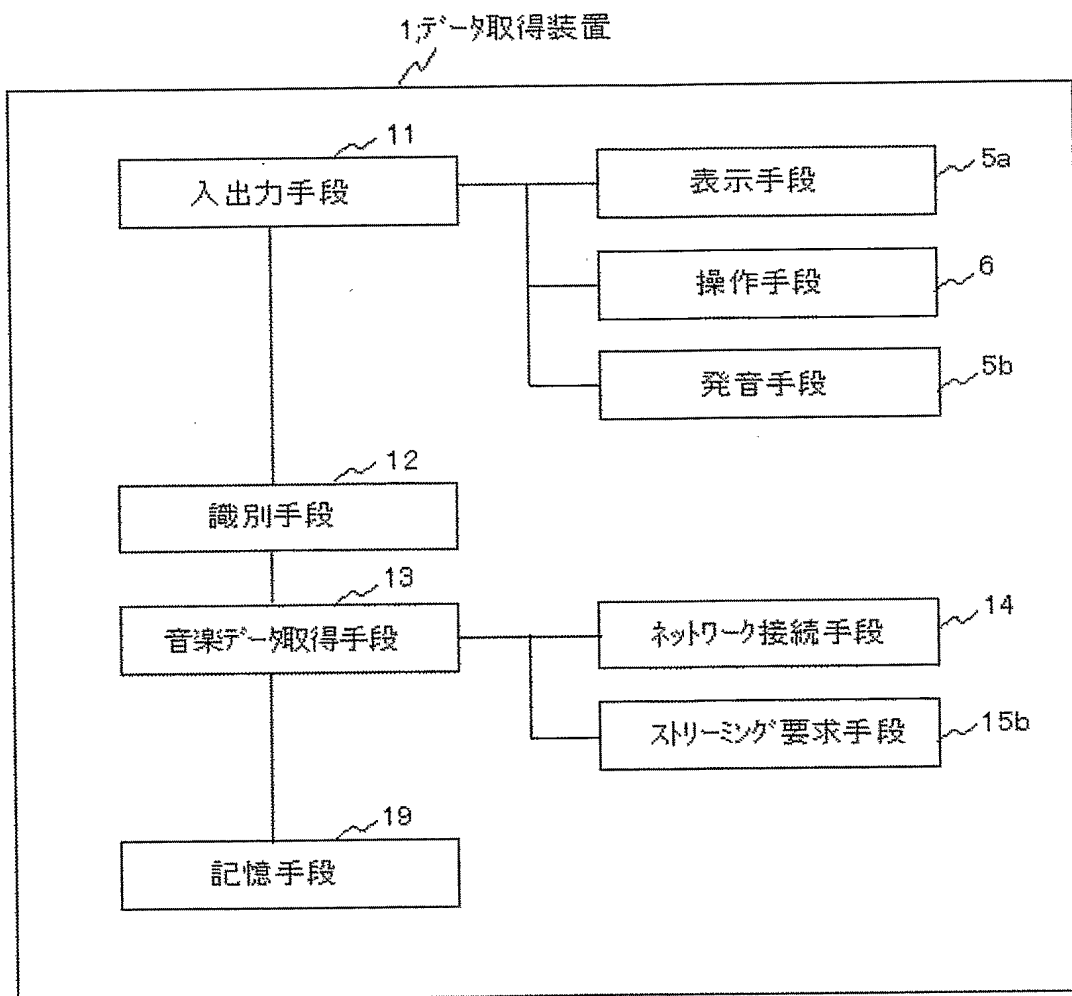 1;データ取得装置
11
入出力手段
表示手段
5a
操作手段
6
発音手段
5b
12
識別手段
13
音楽データ取得手段
ネットワーク接続手段
14
ストリーミング要求手段
15b
19
記憶手段